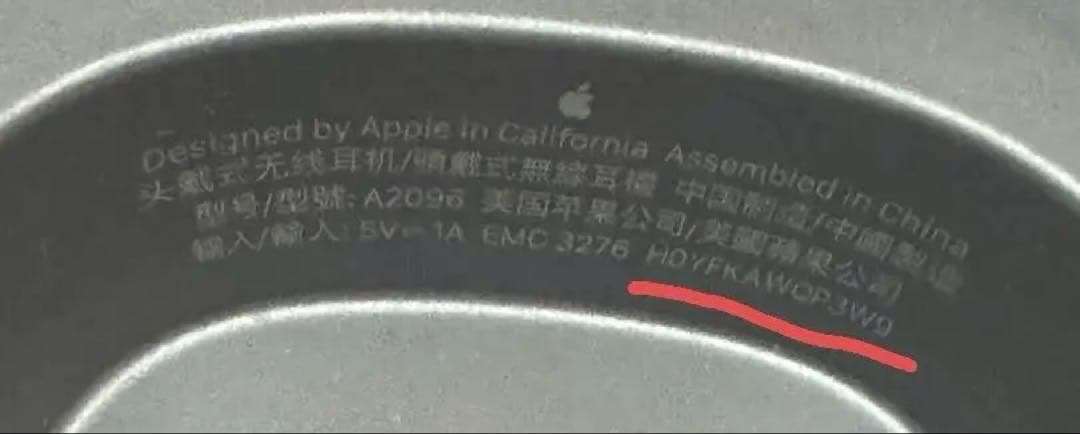 Designed by Apple in California Assembled in China
头戴式无线耳机/頭戴式無線耳機 中国制造/中國製造
型号/型號: A2096 美国苹果公司/美國蘋果公司
输入/輸入: 5V⎓1A EMC 3276